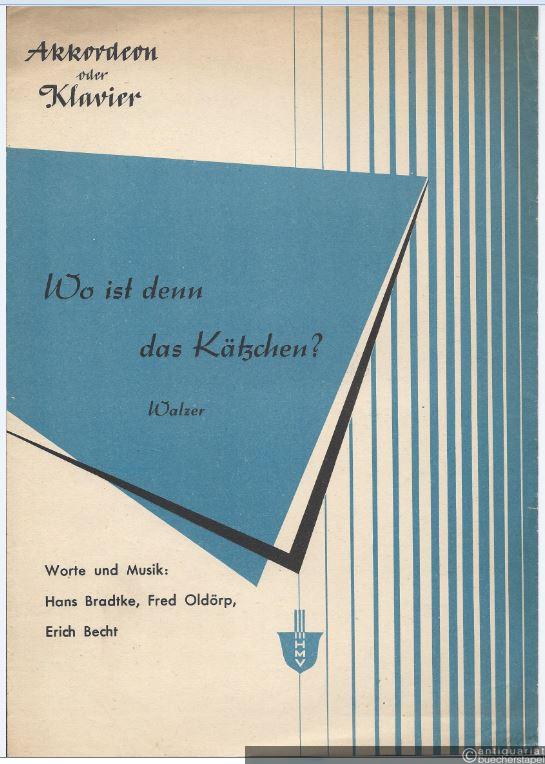 Akkordeon
oder
Klavier
Wo ist denn
das Kätzchen?
Walzer
Worte und Musik:
Hans Bradtke, Fred Oldörp,
Erich Becht
HMV
antiquariat
buecherstapel